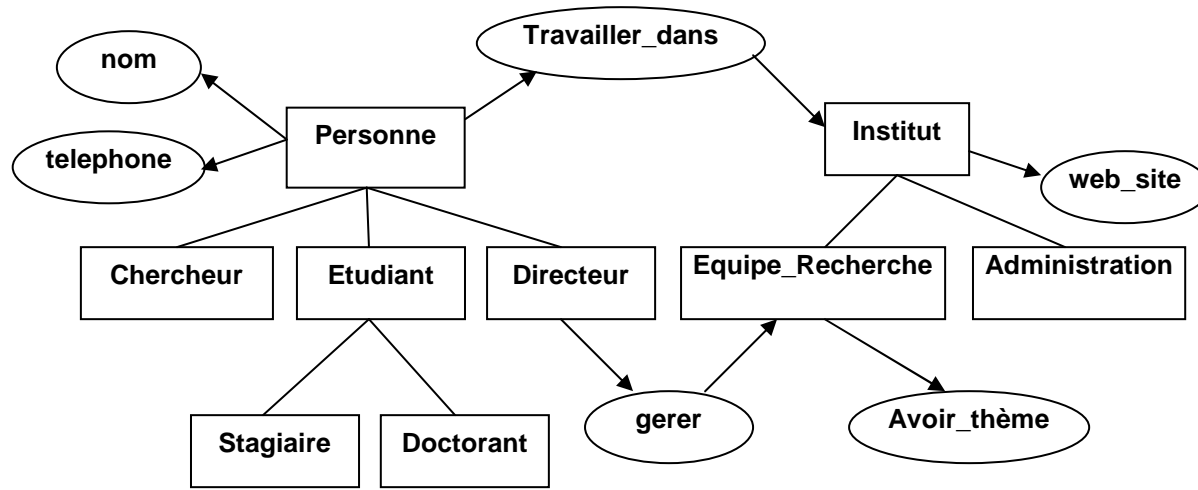 Travailler_dans
nom
Personne
Institut
telephone
web_site
Chercheur
Etudiant
Directeur
Equipe_Recherche
Administration
gerer
Avoir_thème
Stagiaire
Doctorant